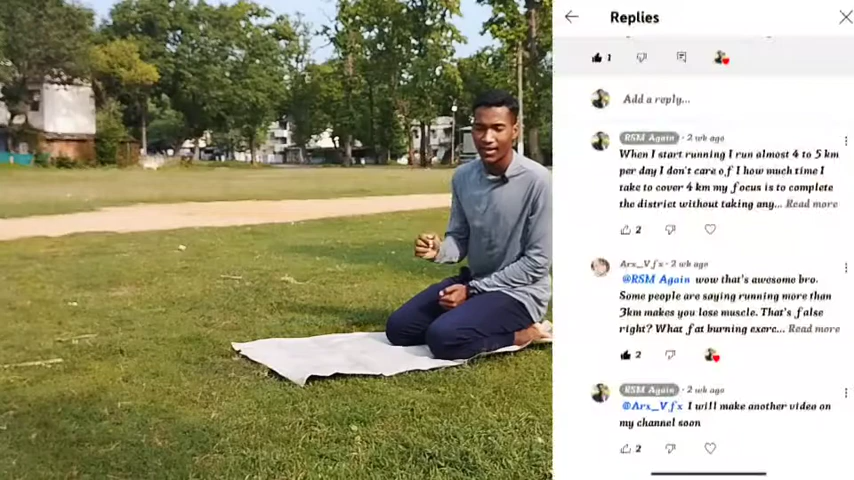 Replies
1
Add a reply...
RSM Again · 2 wk ago
When I start running I run almost 4 to 5 km
per day I don't care of I how much time I
take to cover 4 km my focus is to complete
the district without taking any... Read more
2
Arx_Vfx · 2 wk ago
@RSM Again wow that's awesome bro.
Some people are saying running more than
3km makes you lose muscle. That's false
right? What fat burning exerc... Read more
2
RSM Again · 2 wk ago
@Arx_Vfx I will make another video on
my channel soon
2